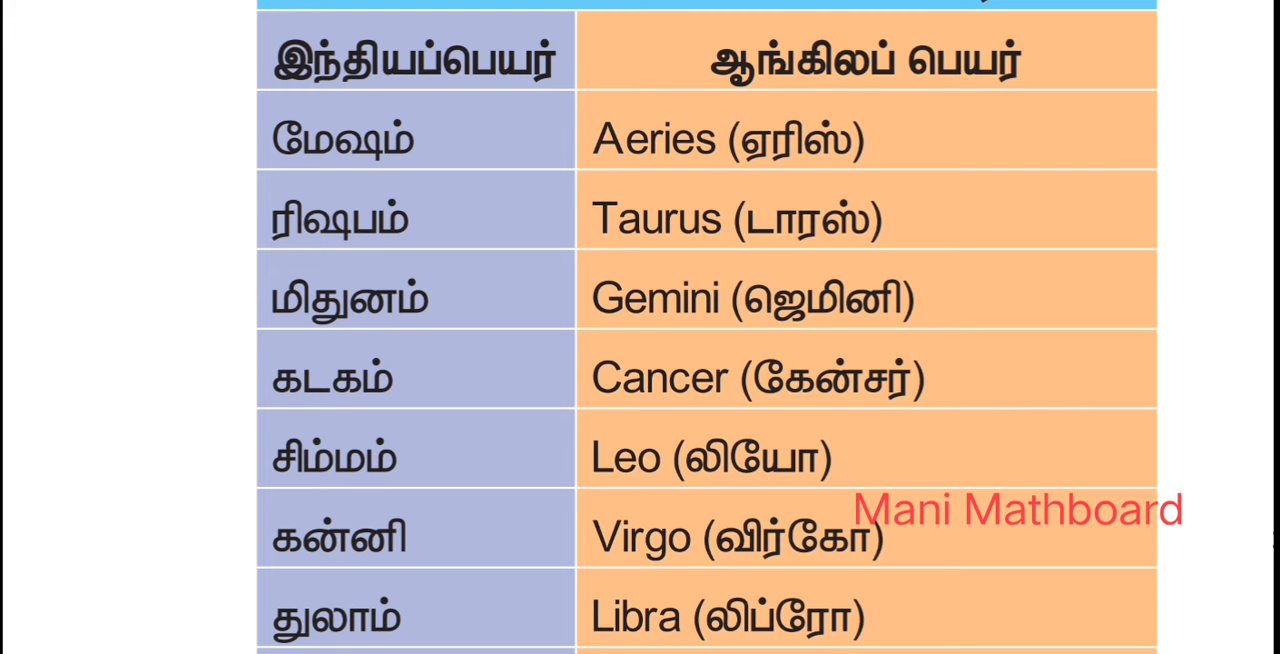 இந்தியப்பெயர் ஆங்கிலப் பெயர்
மேஷம் Aeries (ஏரிஸ்)
ரிஷபம் Taurus (டாரஸ்)
மிதுனம் Gemini (ஜெமினி)
கடகம் Cancer (கேன்சர்)
சிம்மம் Leo (லியோ)
Mani Mathboard
கன்னி Virgo (விர்கோ)
துலாம் Libra (லிப்ரோ)